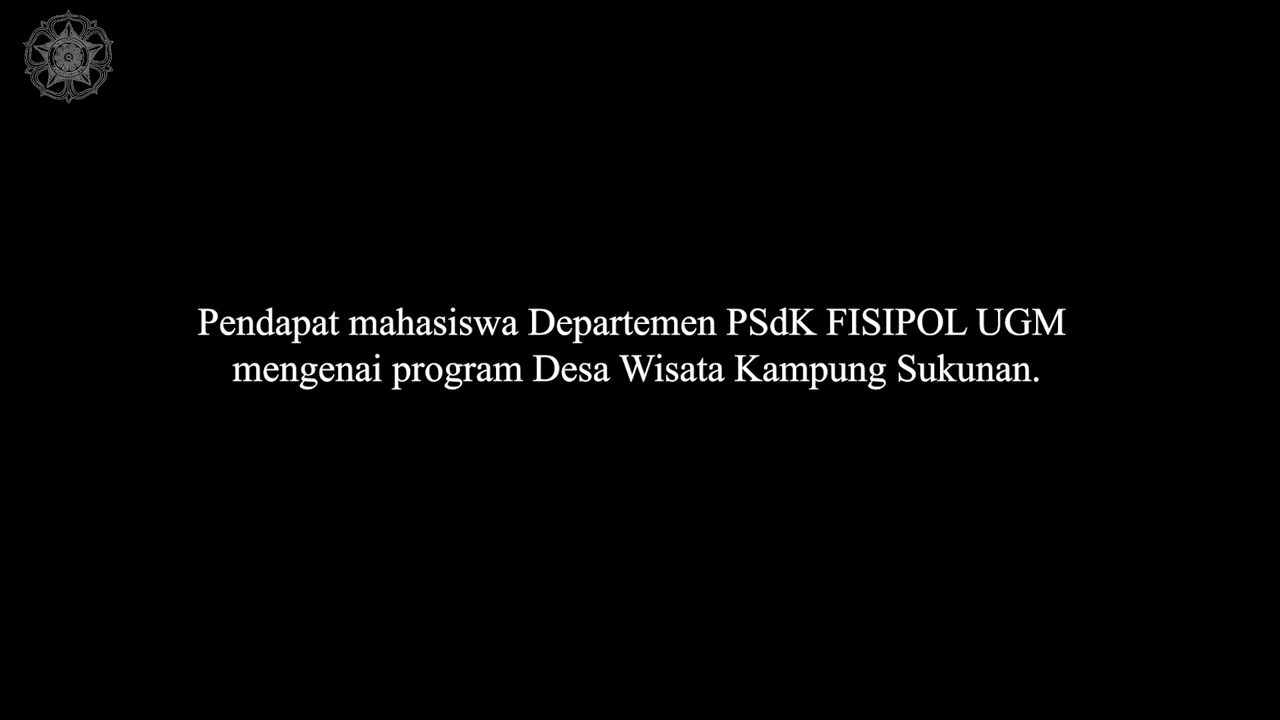 Pendapat mahasiswa Departemen PSdK FISIPOL UGM
mengenai program Desa Wisata Kampung Sukunan.